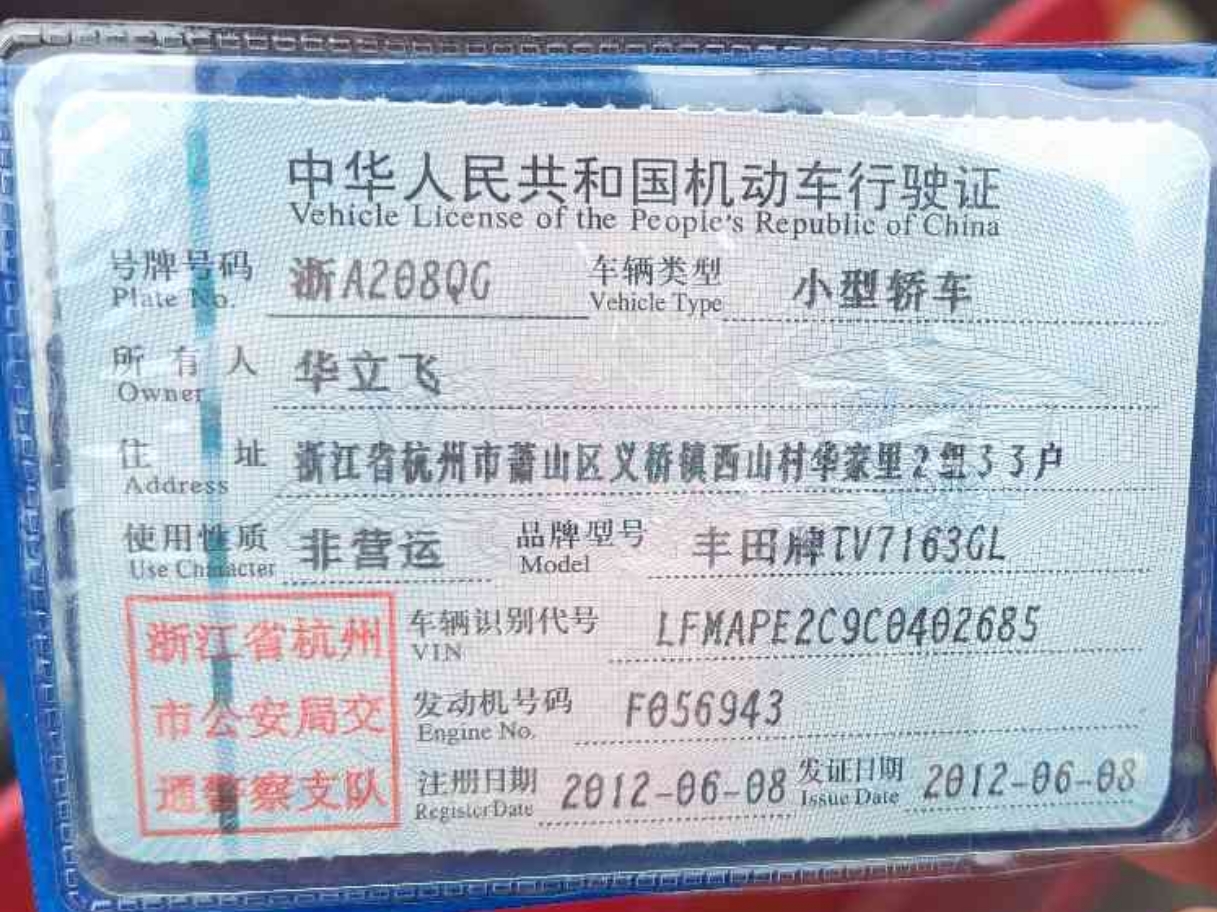 中华人民共和国机动车行驶证
Vehicle License of the People's Republic of China
号牌号码 浙A208QG 车辆类型 小型轿车
Plate No. Vehicle Type
所有人 华立飞
Owner
住址 浙江省杭州市萧山区义桥镇西山村华家里2组33户
Address
使用性质 非营运 品牌型号 丰田牌TV7163GL
Use Character Model
浙江省杭州 车辆识别代号 LFMAPE2C9C0402685
VIN
市公安局交 发动机号码 F056943
Engine No.
通警察支队 注册日期 2012-06-08 发证日期 2012-06-08
Register Date Issue Date